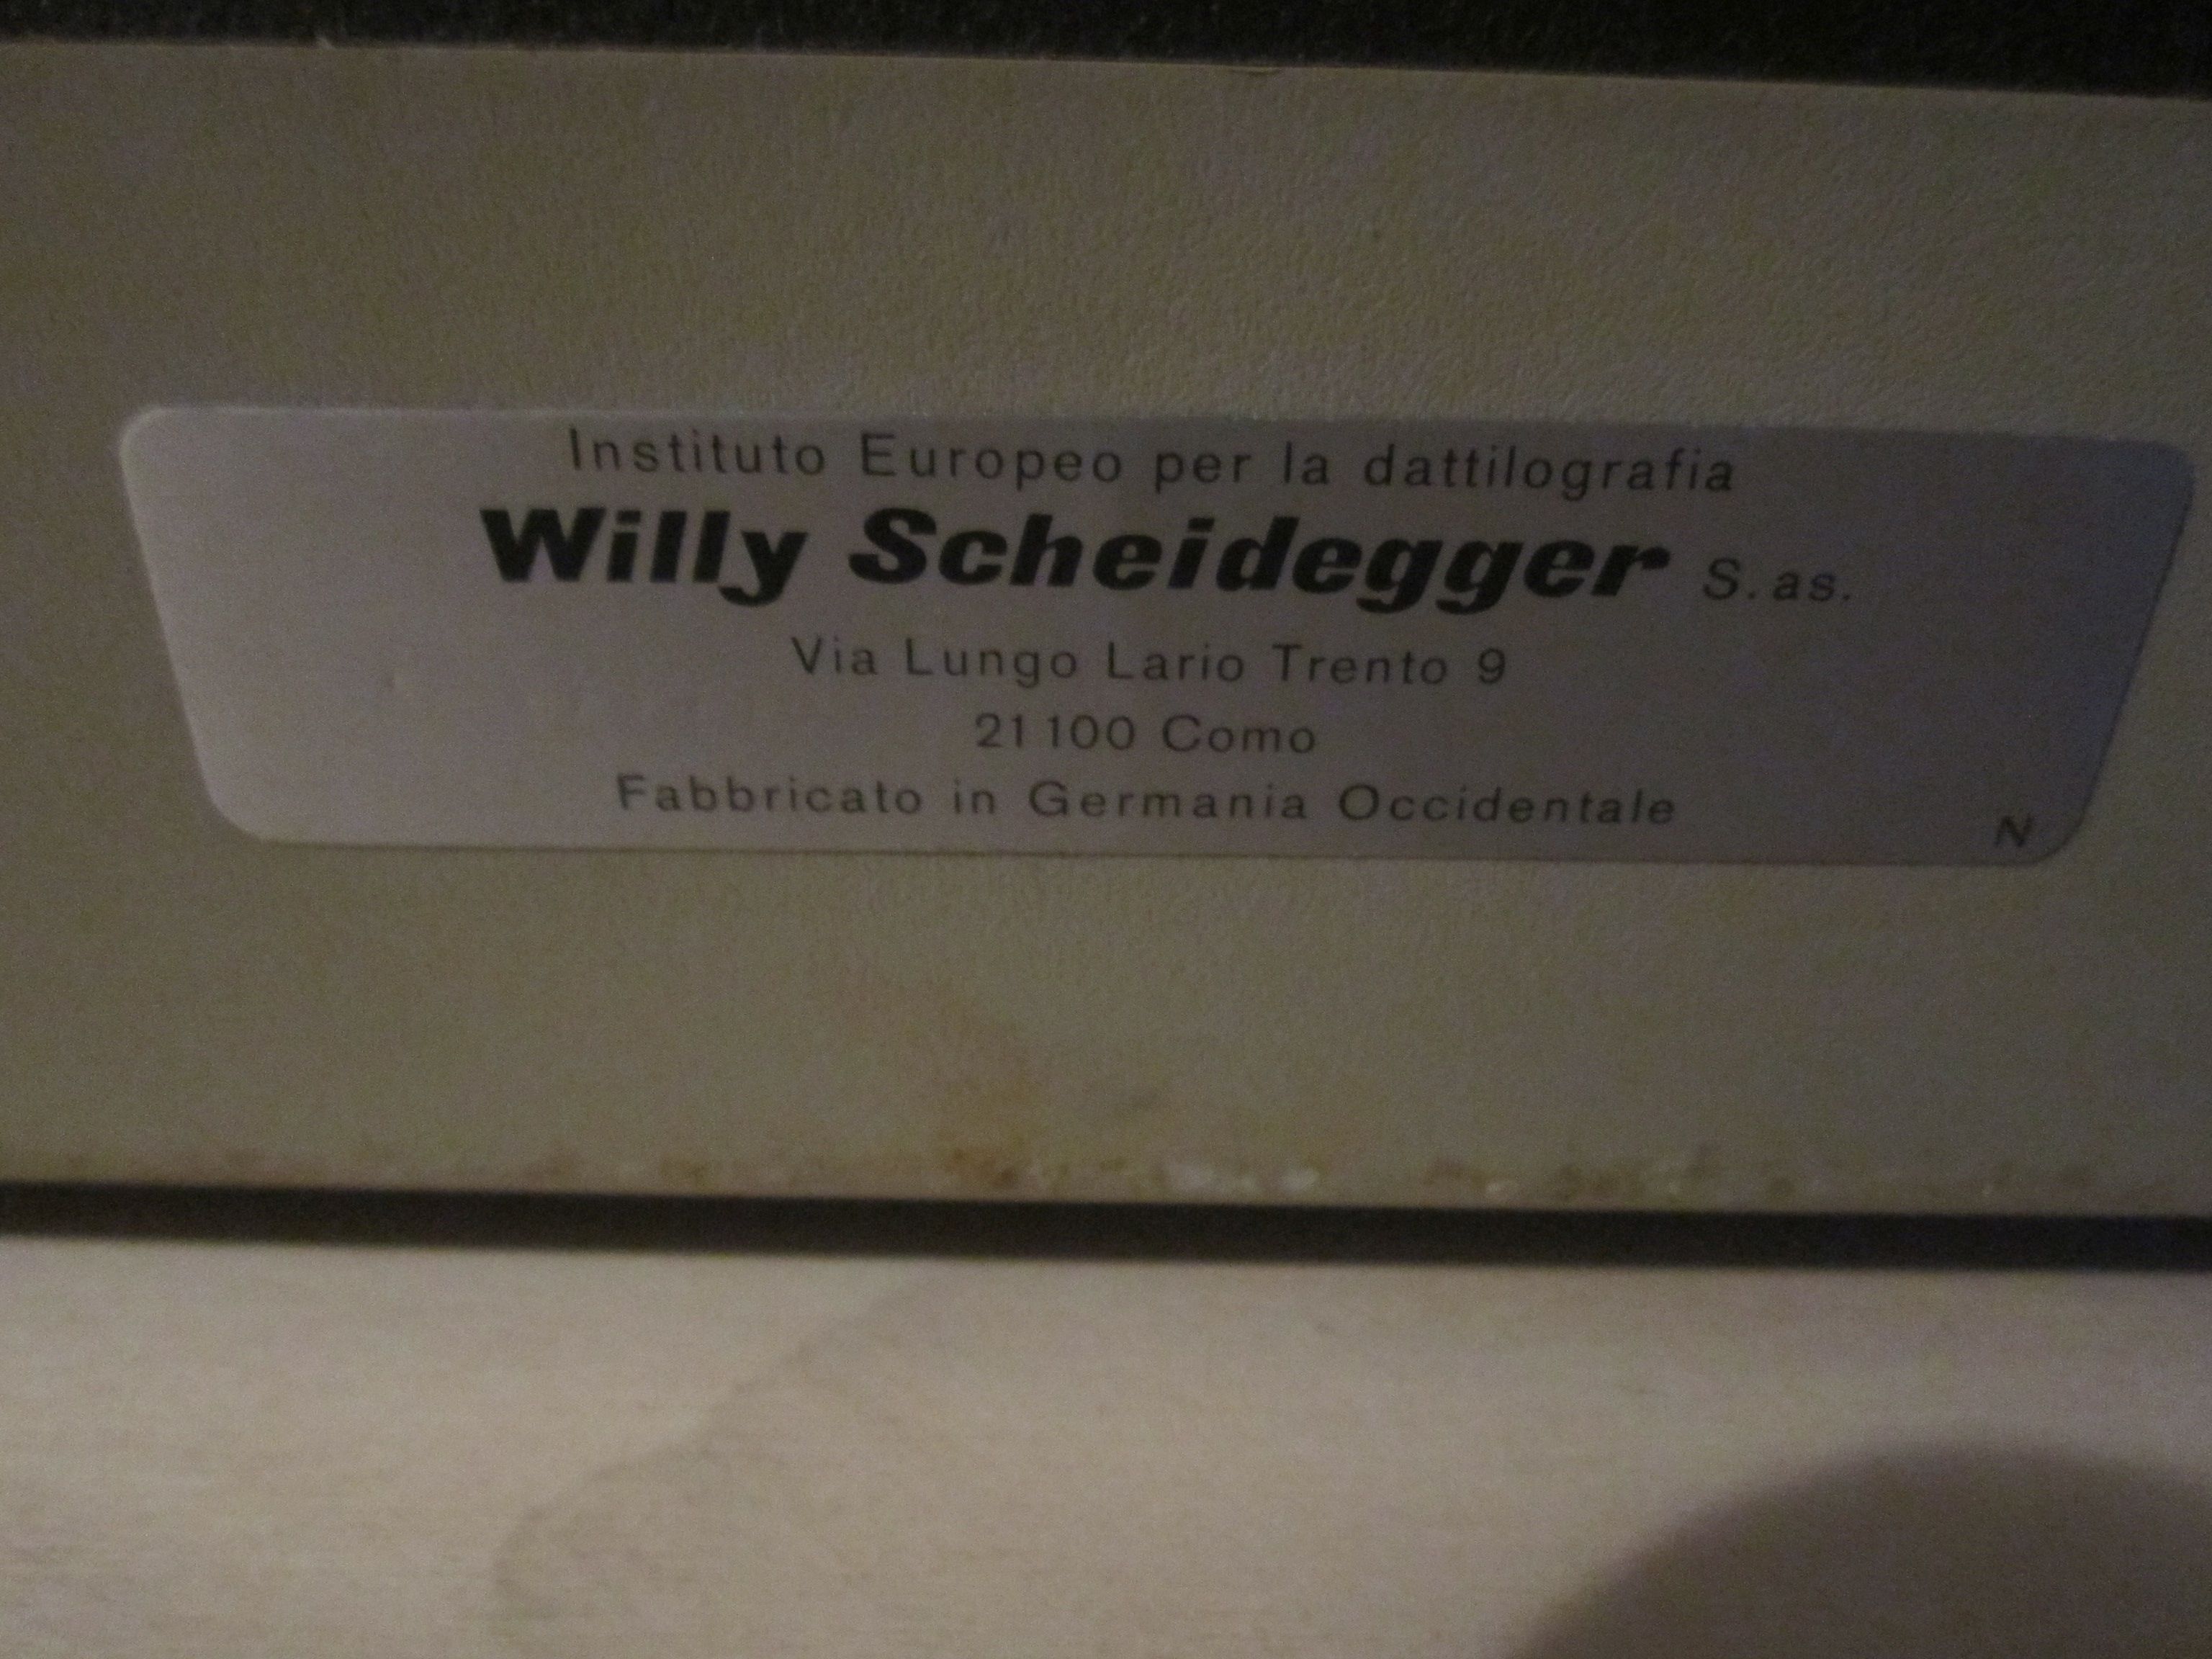 Instituto Europeo per la dattilografia
Willy Scheidegger S.as.
Via Lungo Lario Trento 9
21100 Como
Fabbricato in Germania Occidentale
N